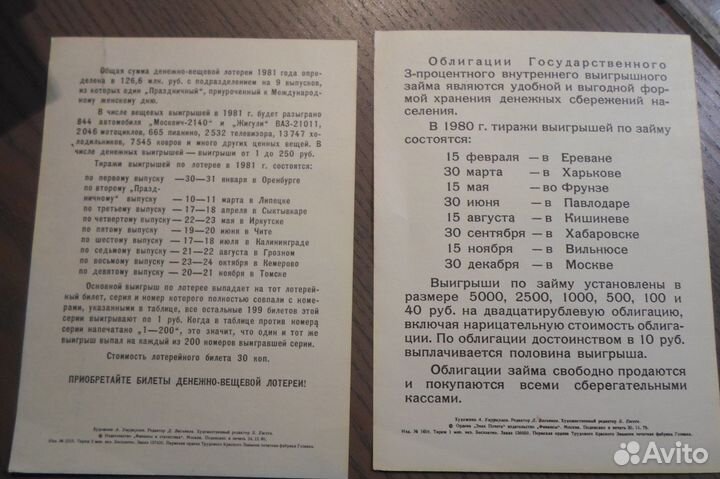 Общая сумма денежно-вещевой лотереи 1981 года опре-
делена в 126,6 млн. руб. с подразделением на 9 выпусков,
из которых один „Праздничный", приуроченный к Международ-
ному женскому дню.
В числе вещевых выигрышей в 1981 г. будет разыграно
844 автомобиля „Москвич-2140" и „Жигули" ВАЗ-21011,
2046 мотоциклов, 665 пианино, 2532 телевизора, 13747 хо-
лодильников, 7545 ковров и много других ценных вещей. В
числе денежных выигрышей — выигрыши от 1 до 250 руб.
Тиражи выигрышей по лотерее в 1981 г. состоятся:
по первому выпуску —30—31 января в Оренбурге
по второму „Празд-
ничному" выпуску —10—11 марта в Липецке
по третьему выпуску —17—18 апреля в Сыктывкаре
по четвертому выпуску —22—23 мая в Иркутске
по пятому выпуску —19—20 июня в Чите
по шестому выпуску —17—18 июля в Калининграде
по седьмому выпуску —21—22 августа в Грозном
по восьмому выпуску —23—24 октября в Кемерово
по девятому выпуску —20—21 ноября в Томске
Основной выигрыш по лотерее выпадает на тот лотерей-
ный билет, серия и номер которого полностью совпали с номе-
рами, указанными в таблице, все остальные 199 билетов этой
серии выигрывают по 1 руб. Когда в таблице против номера
серии напечатано „1—200", это значит, что один и тот же
выигрыш выпал на каждый из 200 номеров выигравшей серии.
Стоимость лотерейного билета 30 коп.
ПРИОБРЕТАЙТЕ БИЛЕТЫ ДЕНЕЖНО-ВЕЩЕВОЙ ЛОТЕРЕИ!
Облигации Государственного
3-процентного внутреннего выигрышного
займа являются удобной и выгодной фор-
мой хранения денежных сбережений на-
селения.
В 1980 г. тиражи выигрышей по займу
состоятся:
15 февраля —в Ереване
30 марта —в Харькове
15 мая —во Фрунзе
30 июня —в Павлодаре
15 августа —в Кишиневе
30 сентября —в Хабаровске
15 ноября —в Вильнюсе
30 декабря —в Москве
Выигрыши по займу установлены в
размере 5000, 2500, 1000, 500, 100 и
40 руб. на двадцатирублевую облигацию,
включая нарицательную стоимость облига-
ции. По облигации достоинством в 10 руб.
выплачивается половина выигрыша.
Облигации займа свободно продаются
и покупаются всеми сберегательными
кассами.
Avito